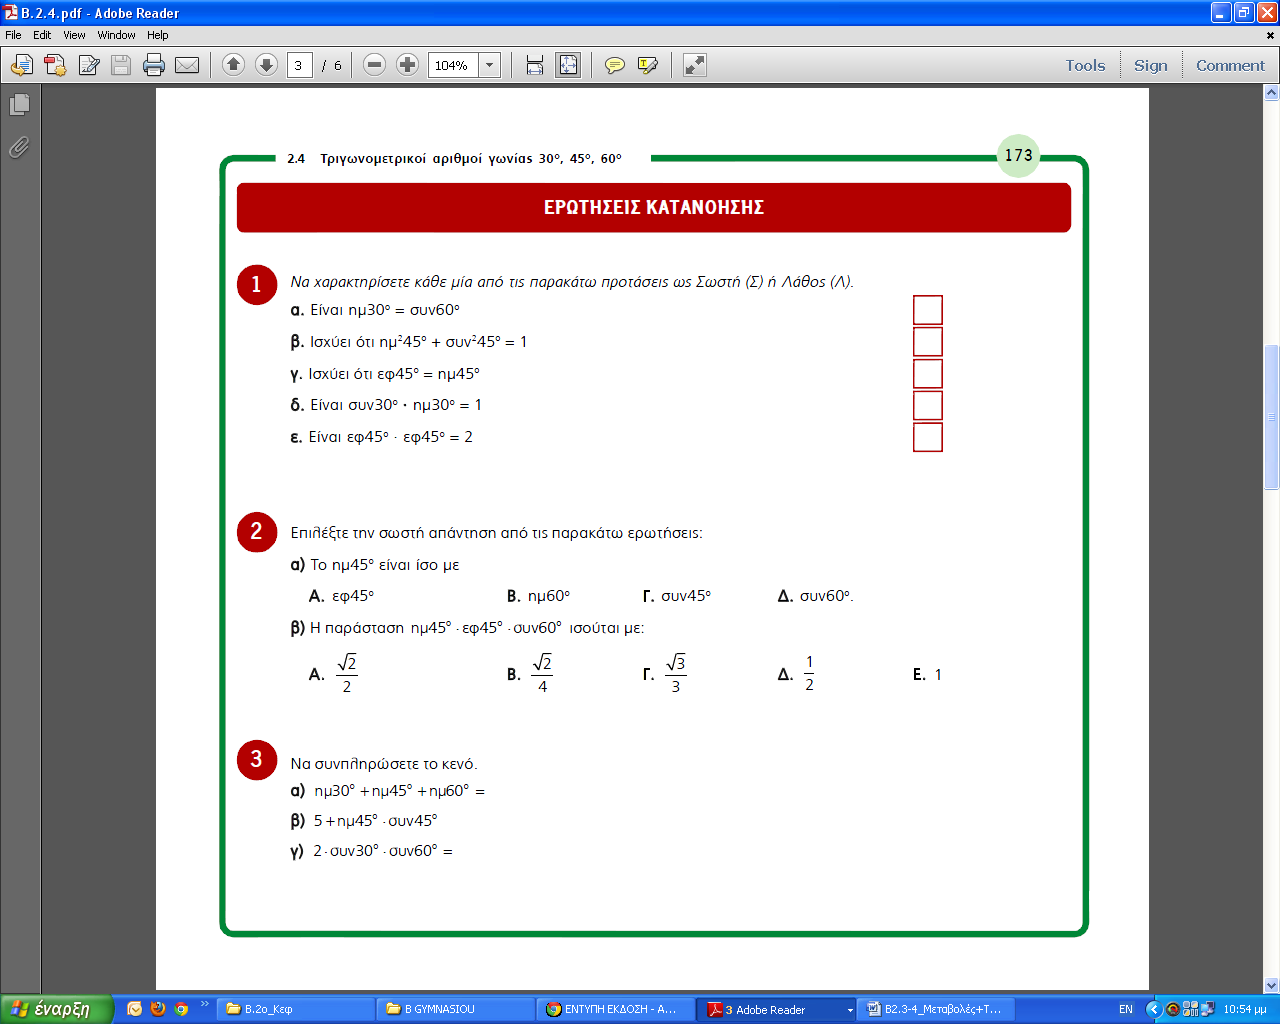 B.2.4.pdf - Adobe Reader
File Edit View Window Help
3 / 6 104% Tools Sign Comment
2.4 Τριγωνομετρικοί αριθμοί γωνίας 30°, 45°, 60°
173
ΕΡΩΤΗΣΕΙΣ ΚΑΤΑΝΟΗΣΗΣ
1 Να χαρακτηρίσετε κάθε μία από τις παρακάτω προτάσεις ως Σωστή (Σ) ή Λάθος (Λ).
α. Είναι ημ30° = συν60°
β. Ισχύει ότι ημ²45° + συν²45° = 1
γ. Ισχύει ότι εφ45° = ημ45°
δ. Είναι συν30° · ημ30° = 1
ε. Είναι εφ45° · εφ45° = 2
2 Επιλέξτε την σωστή απάντηση από τις παρακάτω ερωτήσεις:
α) Το ημ45° είναι ίσο με
Α. εφ45° Β. ημ60° Γ. συν45° Δ. συν60°.
β) Η παράσταση ημ45° · εφ45° · συν60° ισούται με:
Α. √2/2 Β. √2/4 Γ. √3/3 Δ. 1/2 Ε. 1
3 Να συνπληρώσετε το κενό.
α) ημ30° + ημ45° + ημ60° =
β) 5 + ημ45° · συν45°
γ) 2 · συν30° · συν60° =
έναρξη » B.2ο_Κεφ B GYMNASIOU ΕΝΤΥΠΗ ΕΚΔΟΣΗ - Α... 3 Adobe Reader B2.3-4_Μεταβολές+Τ... EN 10:54 μμ